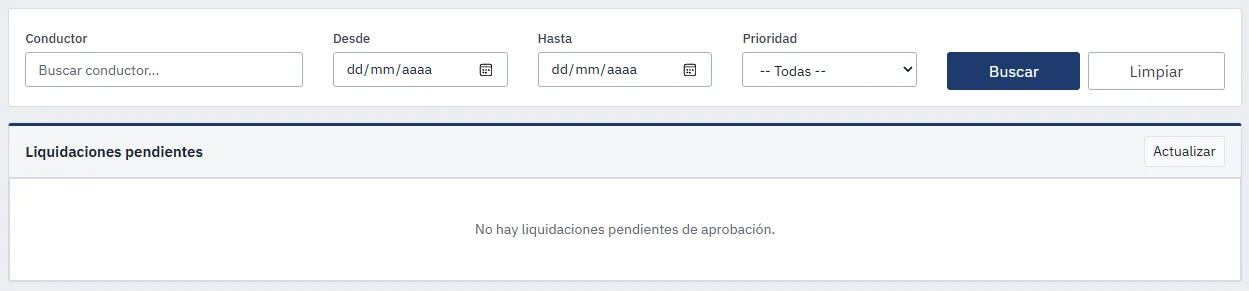 Conductor
Desde
Hasta
Prioridad
Buscar conductor...
dd/mm/aaaa
dd/mm/aaaa
-- Todas --
Buscar
Limpiar
Liquidaciones pendientes
Actualizar
No hay liquidaciones pendientes de aprobación.